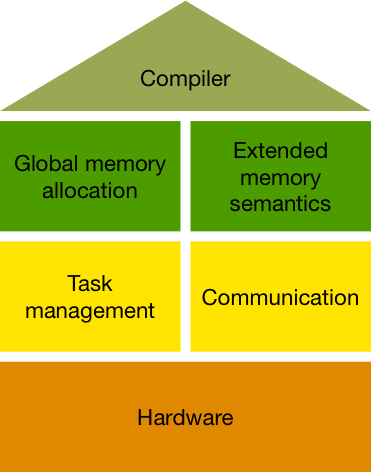 Compiler
Global memory
allocation
Extended
memory
semantics
Task
management
Communication
Hardware